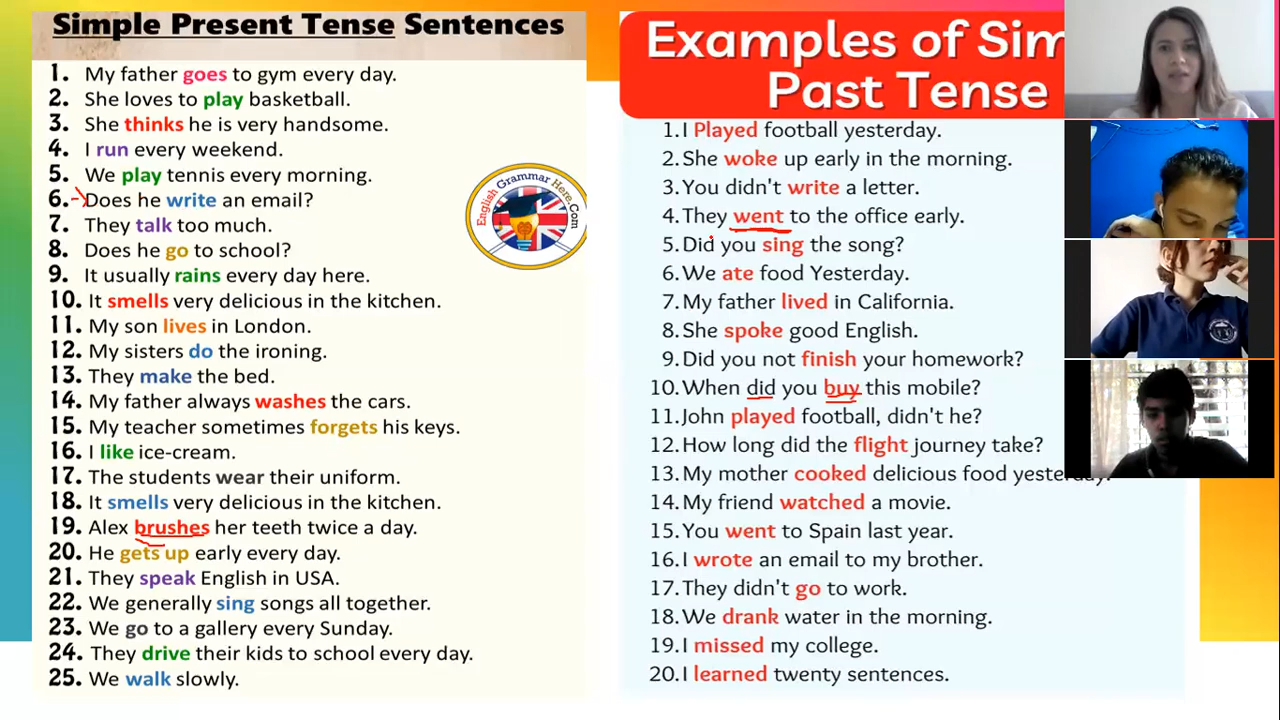 Simple Present Tense Sentences
1. My father goes to gym every day.
2. She loves to play basketball.
3. She thinks he is very handsome.
4. I run every weekend.
5. We play tennis every morning.
6. Does he write an email?
7. They talk too much.
8. Does he go to school?
9. It usually rains every day here.
10. It smells very delicious in the kitchen.
11. My son lives in London.
12. My sisters do the ironing.
13. They make the bed.
14. My father always washes the cars.
15. My teacher sometimes forgets his keys.
16. I like ice-cream.
17. The students wear their uniform.
18. It smells very delicious in the kitchen.
19. Alex brushes her teeth twice a day.
20. He gets up early every day.
21. They speak English in USA.
22. We generally sing songs all together.
23. We go to a gallery every Sunday.
24. They drive their kids to school every day.
25. We walk slowly.
English Grammar Here.Com
Examples of Sim
Past Tense
1. I Played football yesterday.
2. She woke up early in the morning.
3. You didn't write a letter.
4. They went to the office early.
5. Did you sing the song?
6. We ate food Yesterday.
7. My father lived in California.
8. She spoke good English.
9. Did you not finish your homework?
10. When did you buy this mobile?
11. John played football, didn't he?
12. How long did the flight journey take?
13. My mother cooked delicious food yesterday.
14. My friend watched a movie.
15. You went to Spain last year.
16. I wrote an email to my brother.
17. They didn't go to work.
18. We drank water in the morning.
19. I missed my college.
20. I learned twenty sentences.